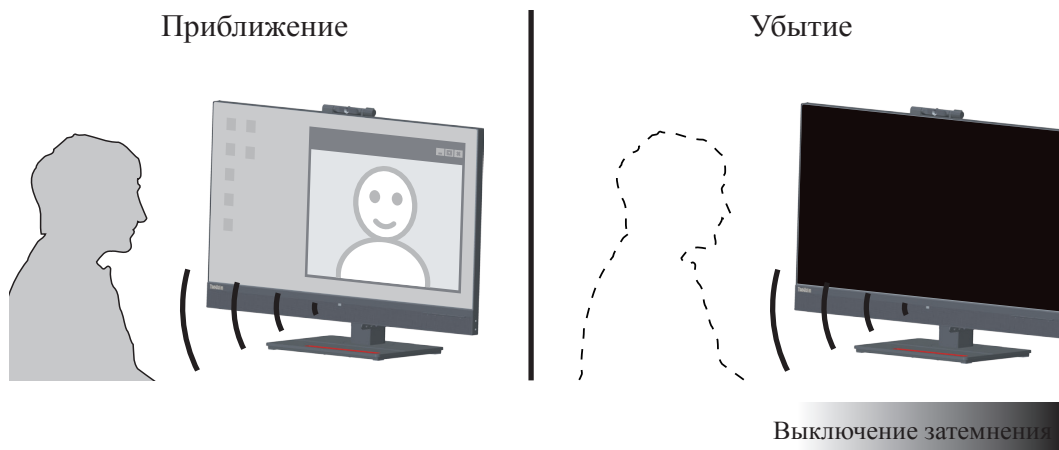 Приближение
Убытие
Выключение затемнения